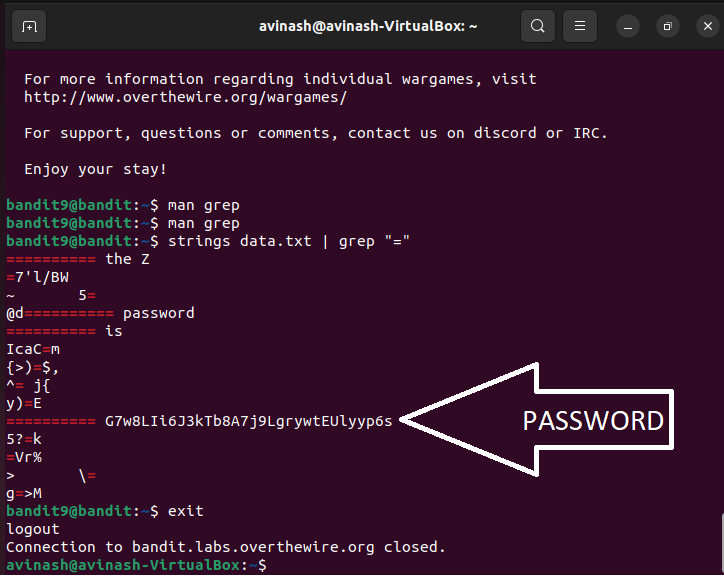 avinash@avinash-VirtualBox: ~
For more information regarding individual wargames, visit
http://www.overthewire.org/wargames/
For support, questions or comments, contact us on discord or IRC.
Enjoy your stay!
bandit9@bandit:~$ man grep
bandit9@bandit:~$ man grep
bandit9@bandit:~$ strings data.txt | grep "="
========== the Z
=7'l/BW
~       5=
@d========== password
========== is
IcaC=m
{>)=$,
^= j{
y)=E
========== G7w8LIi6J3kTb8A7j9LgrywtEUlyyp6s
PASSWORD
5?=k
=Vr%
>       \=
g=>M
bandit9@bandit:~$ exit
logout
Connection to bandit.labs.overthewire.org closed.
avinash@avinash-VirtualBox:~$